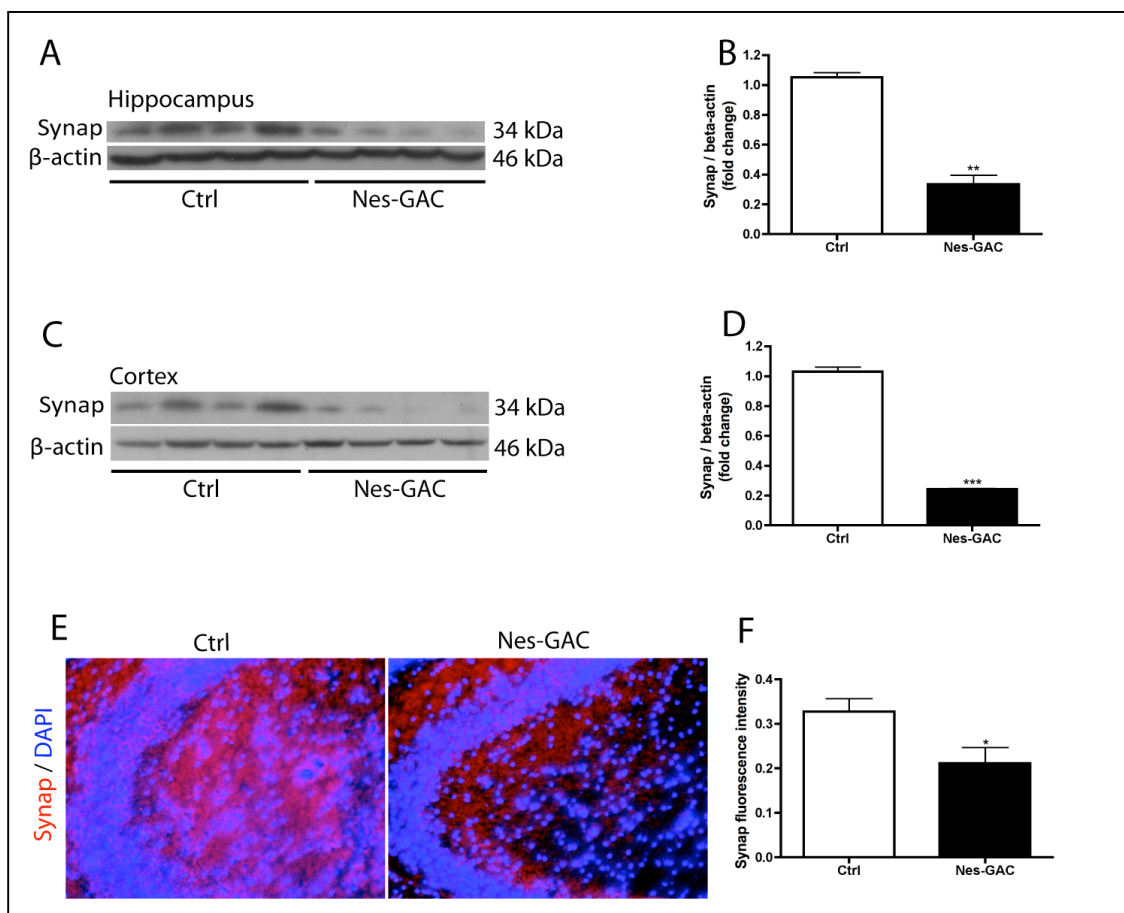 A
Hippocampus
Synap
34 kDa
β-actin
46 kDa
Ctrl
Nes-GAC
B
Synap / beta-actin
(fold change)
1.2
1.0
0.8
0.6
0.4
0.2
0.0
**
Ctrl
Nes-GAC
C
Cortex
Synap
34 kDa
β-actin
46 kDa
Ctrl
Nes-GAC
D
Synap / beta-actin
(fold change)
1.2
1.0
0.8
0.6
0.4
0.2
0.0
***
Ctrl
Nes-GAC
E
Ctrl
Nes-GAC
Synap / DAPI
F
Synap fluorescence intensity
0.4
0.3
0.2
0.1
0.0
*
Ctrl
Nes-GAC